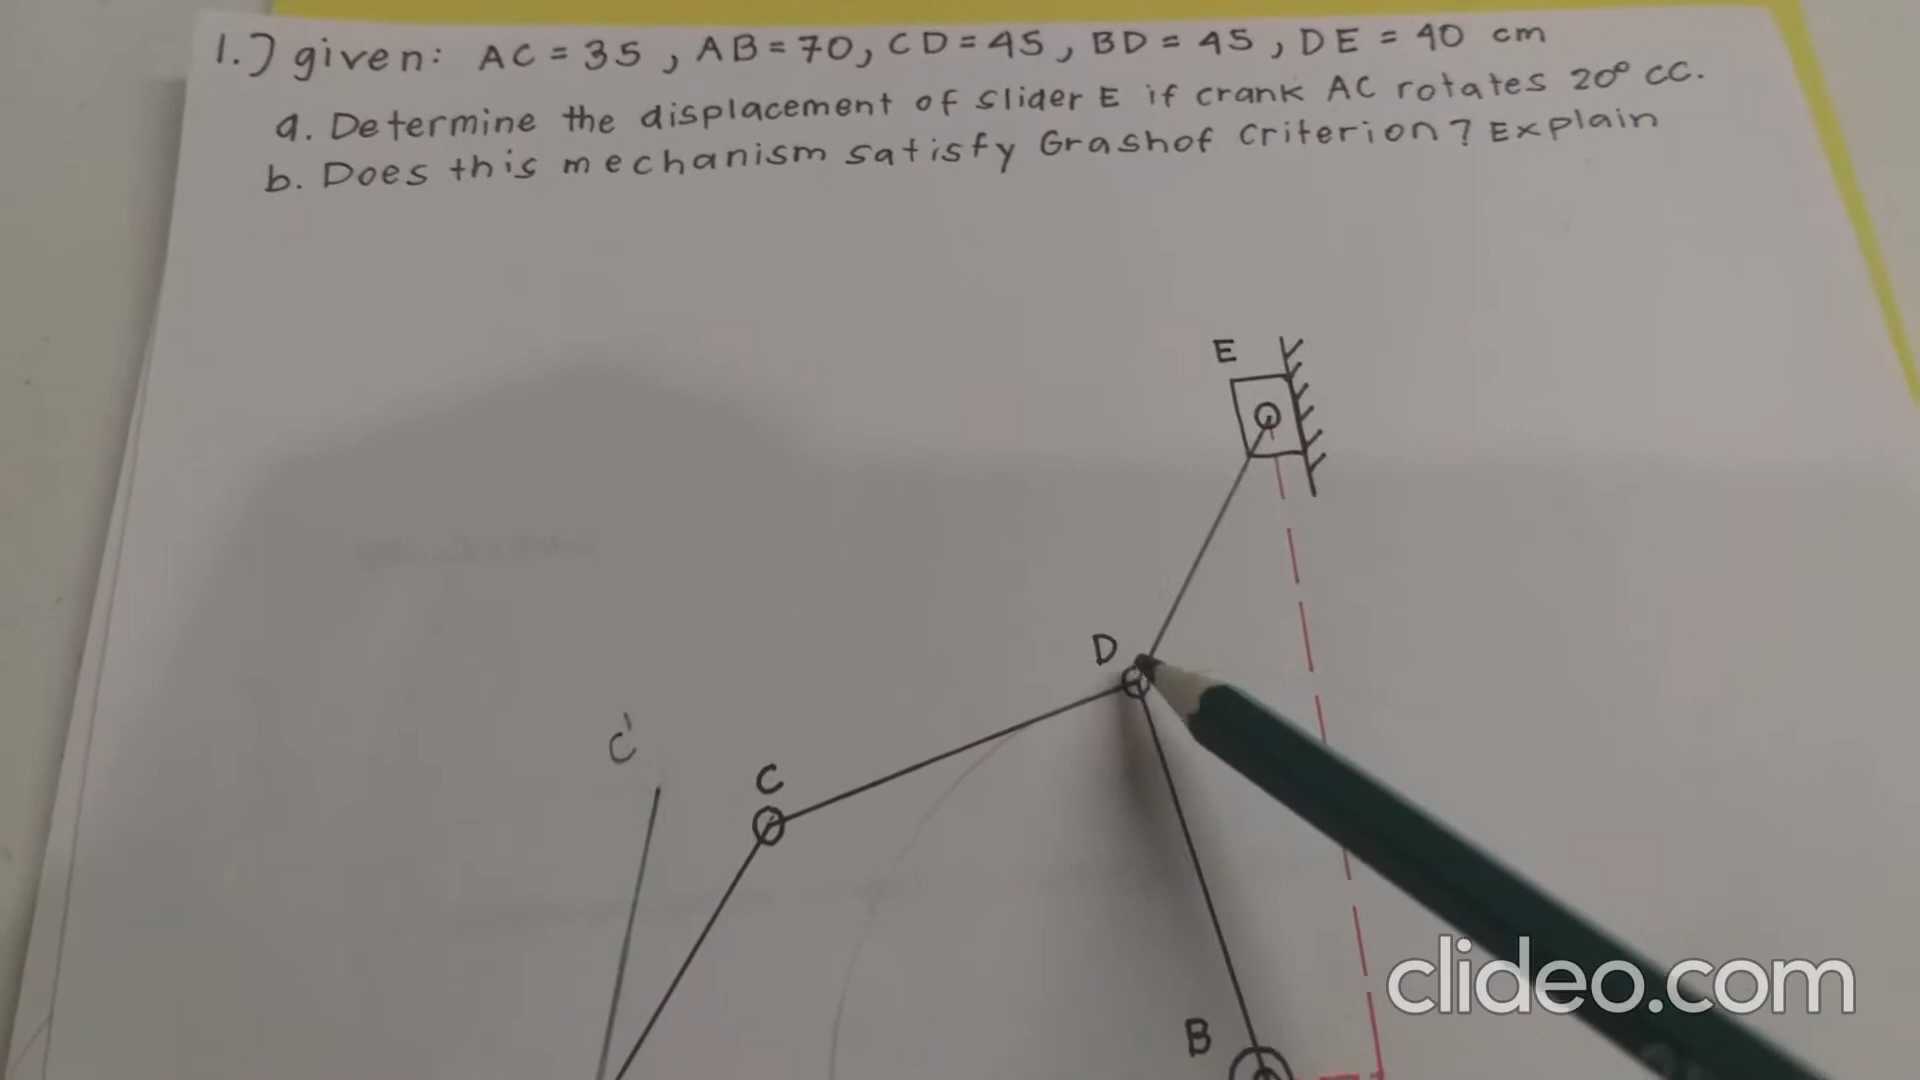 1.) given: AC = 35, AB = 70, CD = 45, BD = 45, DE = 40 cm
a. Determine the displacement of slider E if crank AC rotates 20° CC.
b. Does this mechanism satisfy Grashof Criterion? Explain
E
D
C'
C
B
clideo.com